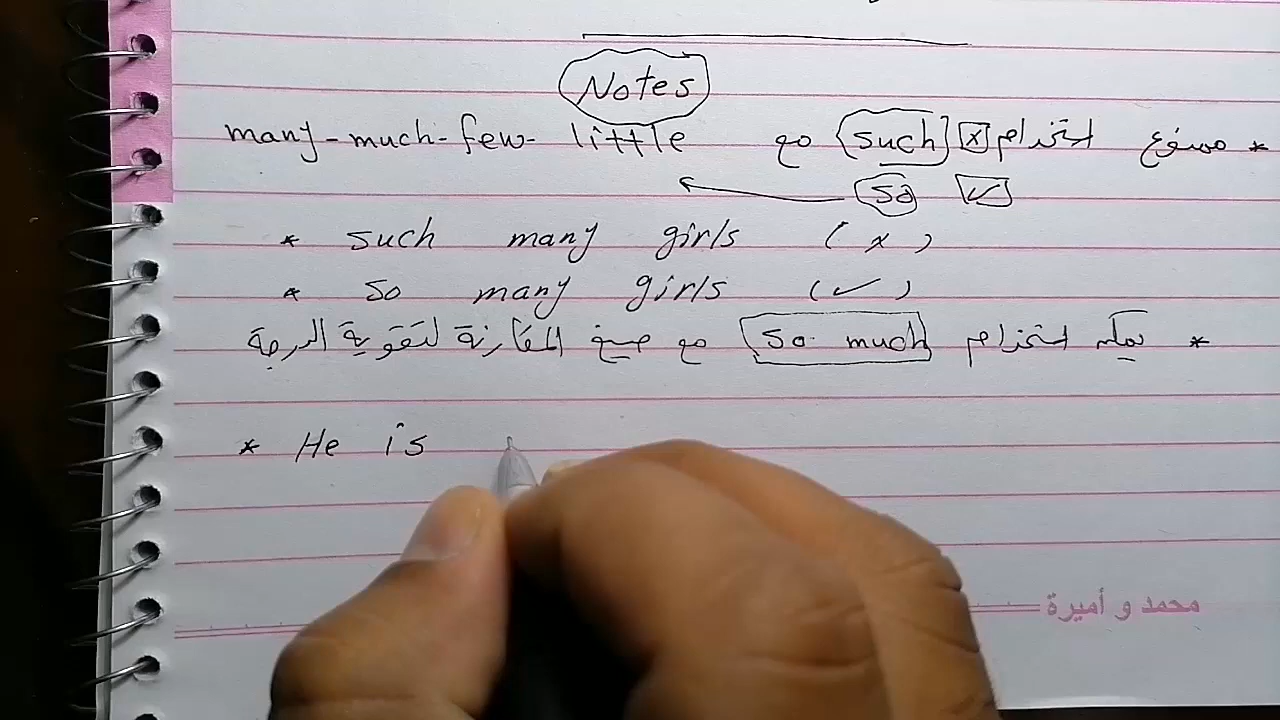 Notes
* ممنوع استخدام [x] {such} مع many - much - few - little
so ✓
* such many girls (x)
* so many girls (✓)
* يمكن استخدام so much مع صيغ المقارنة لتقوية الدرجة
* He is
محمد و أميرة